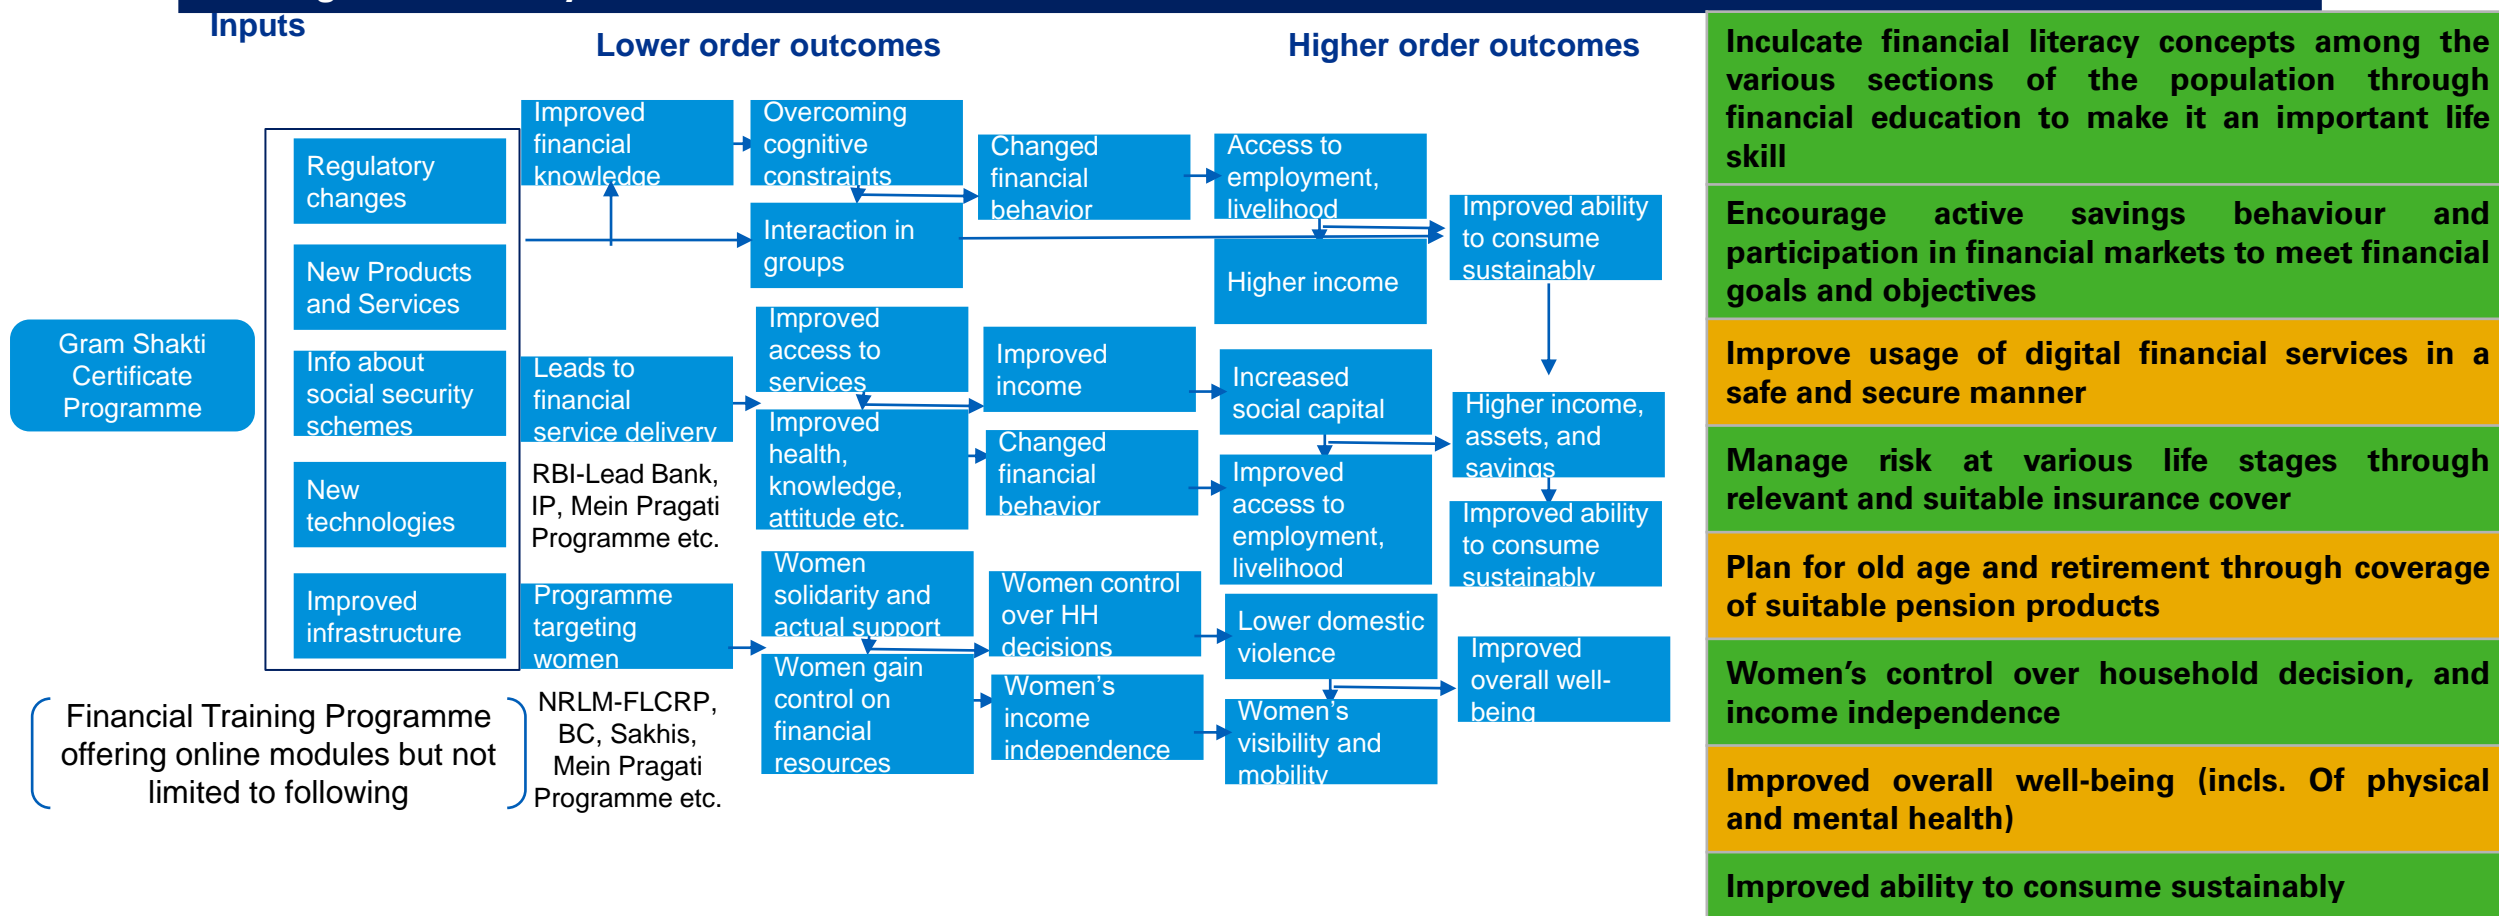 Inputs
Lower order outcomes
Higher order outcomes
Gram Shakti
Certificate
Programme
Regulatory
changes
New Products
and Services
Info about
social security
schemes
New
technologies
Improved
infrastructure
Financial Training Programme
offering online modules but not
limited to following
Improved
financial
knowledge
Overcoming
cognitive
constraints
Interaction in
groups
Changed
financial
behavior
Access to
employment,
livelihood
Higher income
Improved ability
to consume
sustainably
Leads to
financial
service delivery
RBI-Lead Bank,
IP, Mein Pragati
Programme etc.
Improved
access to
services
Improved
health,
knowledge,
attitude etc.
Improved
income
Changed
financial
behavior
Increased
social capital
Improved
access to
employment,
livelihood
Higher income,
assets, and
savings
Improved ability
to consume
sustainably
Programme
targeting
women
NRLM-FLCRP,
BC, Sakhis,
Mein Pragati
Programme etc.
Women
solidarity and
actual support
Women gain
control on
financial
resources
Women control
over HH
decisions
Women's
income
independence
Lower domestic
violence
Women's
visibility and
mobility
Improved
overall well-
being
Inculcate financial literacy concepts among the
various sections of the population through
financial education to make it an important life
skill
Encourage active savings behaviour and
participation in financial markets to meet financial
goals and objectives
Improve usage of digital financial services in a
safe and secure manner
Manage risk at various life stages through
relevant and suitable insurance cover
Plan for old age and retirement through coverage
of suitable pension products
Women's control over household decision, and
income independence
Improved overall well-being (incls. Of physical
and mental health)
Improved ability to consume sustainably